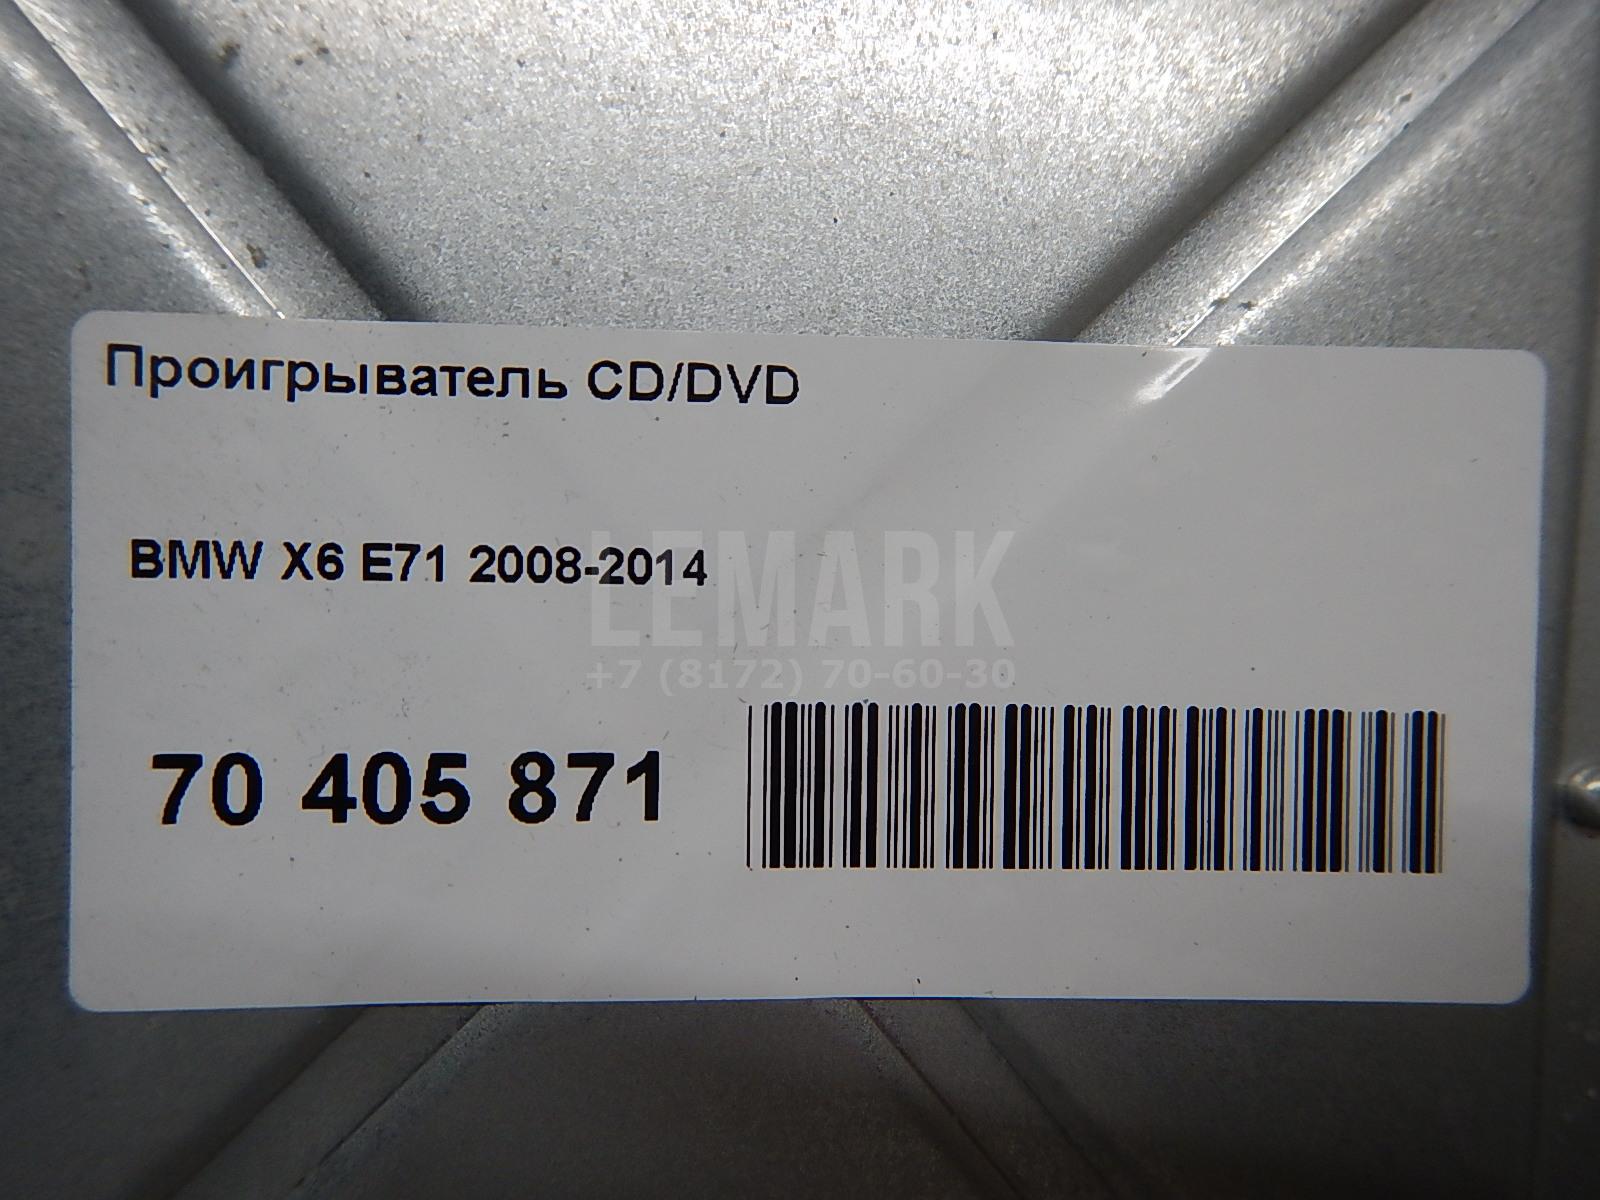 Проигрыватель CD/DVD
BMW X6 E71 2008-2014
LEMARK
+7 (8172) 70-60-30
70 405 871